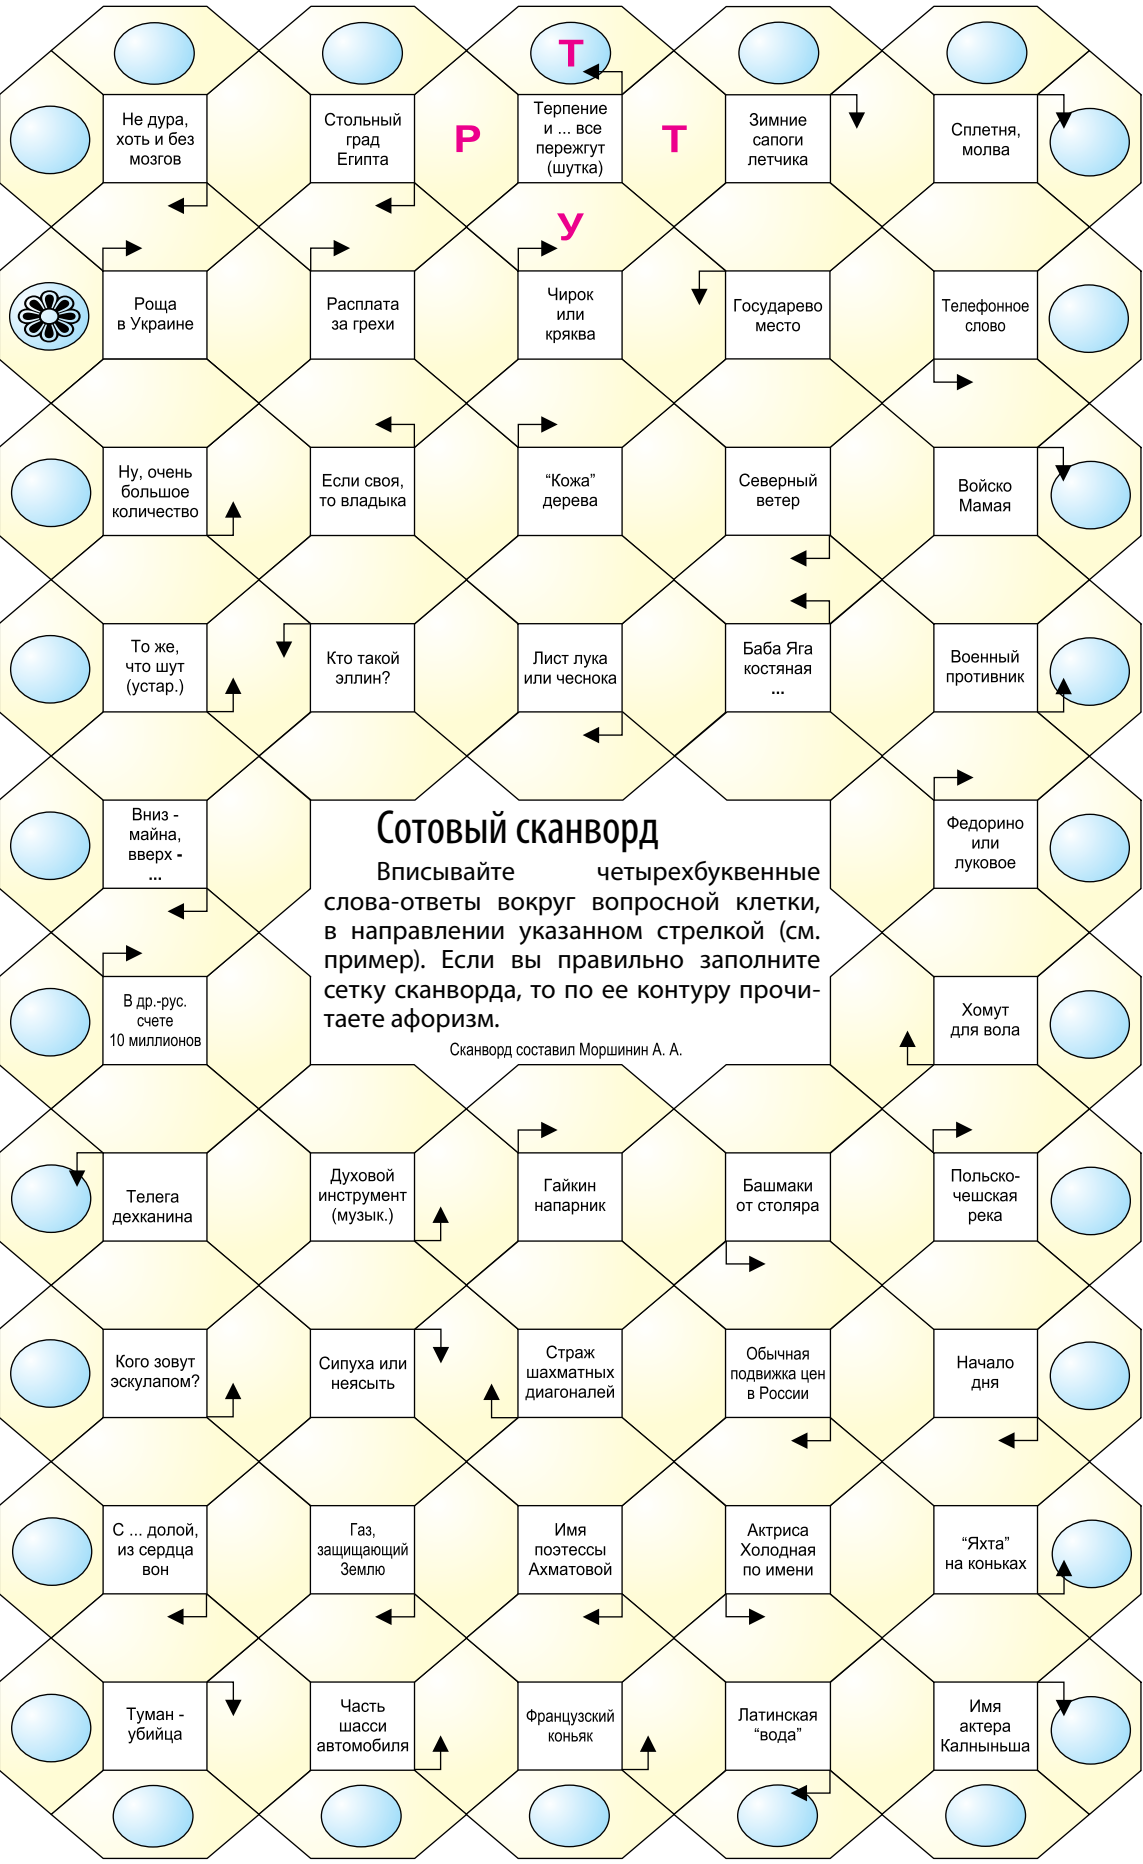 Т
Не дура,
хоть и без
мозгов
Стольный
град
Египта
Р
Терпение
и ... все
пережгут
(шутка)
Т
Зимние
сапоги
летчика
Сплетня,
молва
У
Роща
в Украине
Расплата
за грехи
Чирок
или
кряква
Государево
место
Телефонное
слово
Ну, очень
большое
количество
Если своя,
то владыка
“Кожа”
дерева
Северный
ветер
Войско
Мамая
То же,
что шут
(устар.)
Кто такой
эллин?
Лист лука
или чеснока
Баба Яга
костяная
...
Военный
противник
Вниз -
майна,
вверх -
...
Сотовый сканворд
Вписывайте четырехбуквенные
слова-ответы вокруг вопросной клетки,
в направлении указанном стрелкой (см.
пример). Если вы правильно заполните
сетку сканворда, то по ее контуру прочи-
таете афоризм.
Сканворд составил Моршинин А. А.
Федорино
или
луковое
В др.-рус.
счете
10 миллионов
Хомут
для вола
Телега
дехканина
Духовой
инструмент
(музык.)
Гайкин
напарник
Башмаки
от столяра
Польско-
чешская
река
Кого зовут
эскулапом?
Сипуха или
неясыть
Страж
шахматных
диагоналей
Обычная
подвижка цен
в России
Начало
дня
С ... долой,
из сердца
вон
Газ,
защищающий
Землю
Имя
поэтессы
Ахматовой
Актриса
Холодная
по имени
“Яхта”
на коньках
Туман -
убийца
Часть
шасси
автомобиля
Французский
коньяк
Латинская
“вода”
Имя
актера
Калныньша